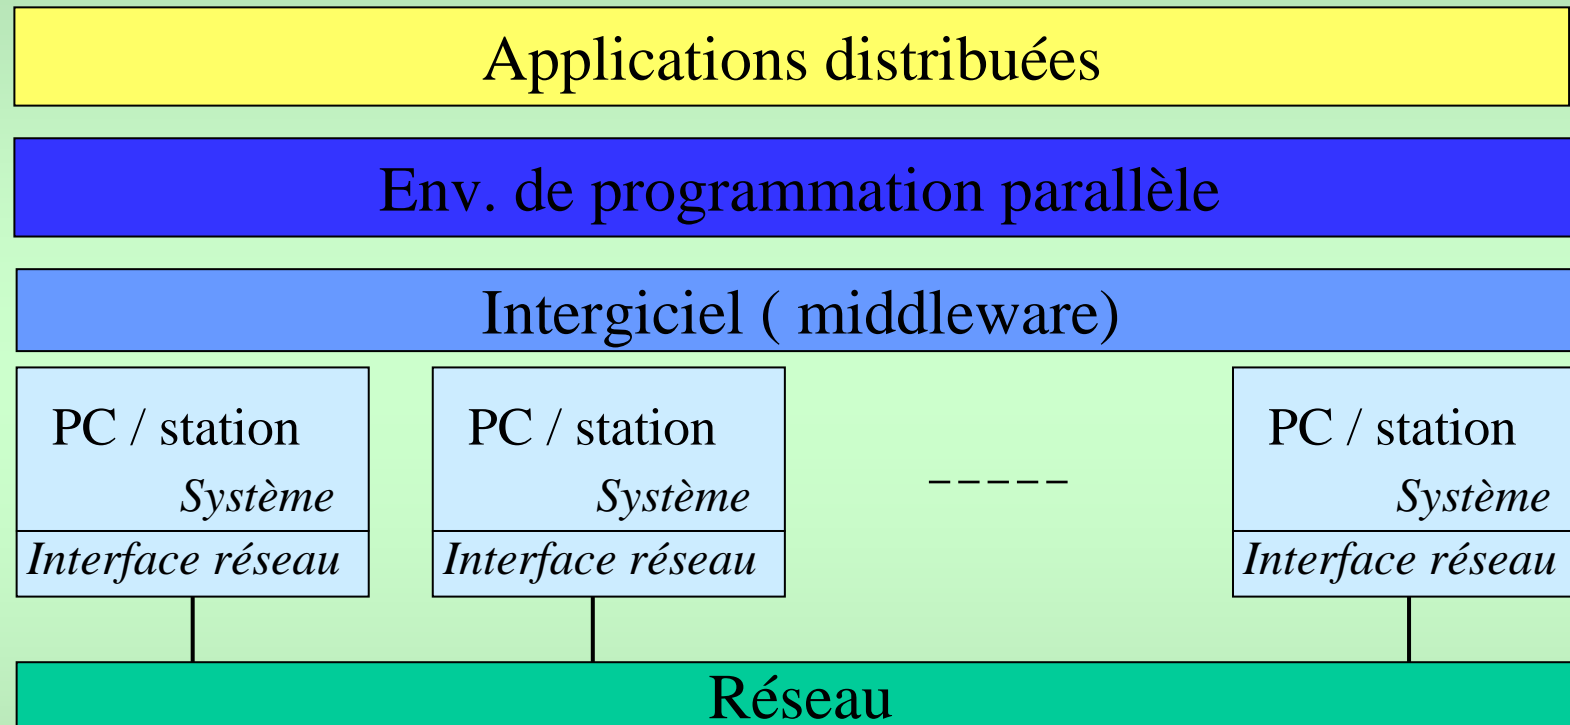 Applications distribuées
Env. de programmation parallèle
Intergiciel ( middleware)
PC / station
Système
Interface réseau
PC / station
Système
Interface réseau
PC / station
Système
Interface réseau
Réseau